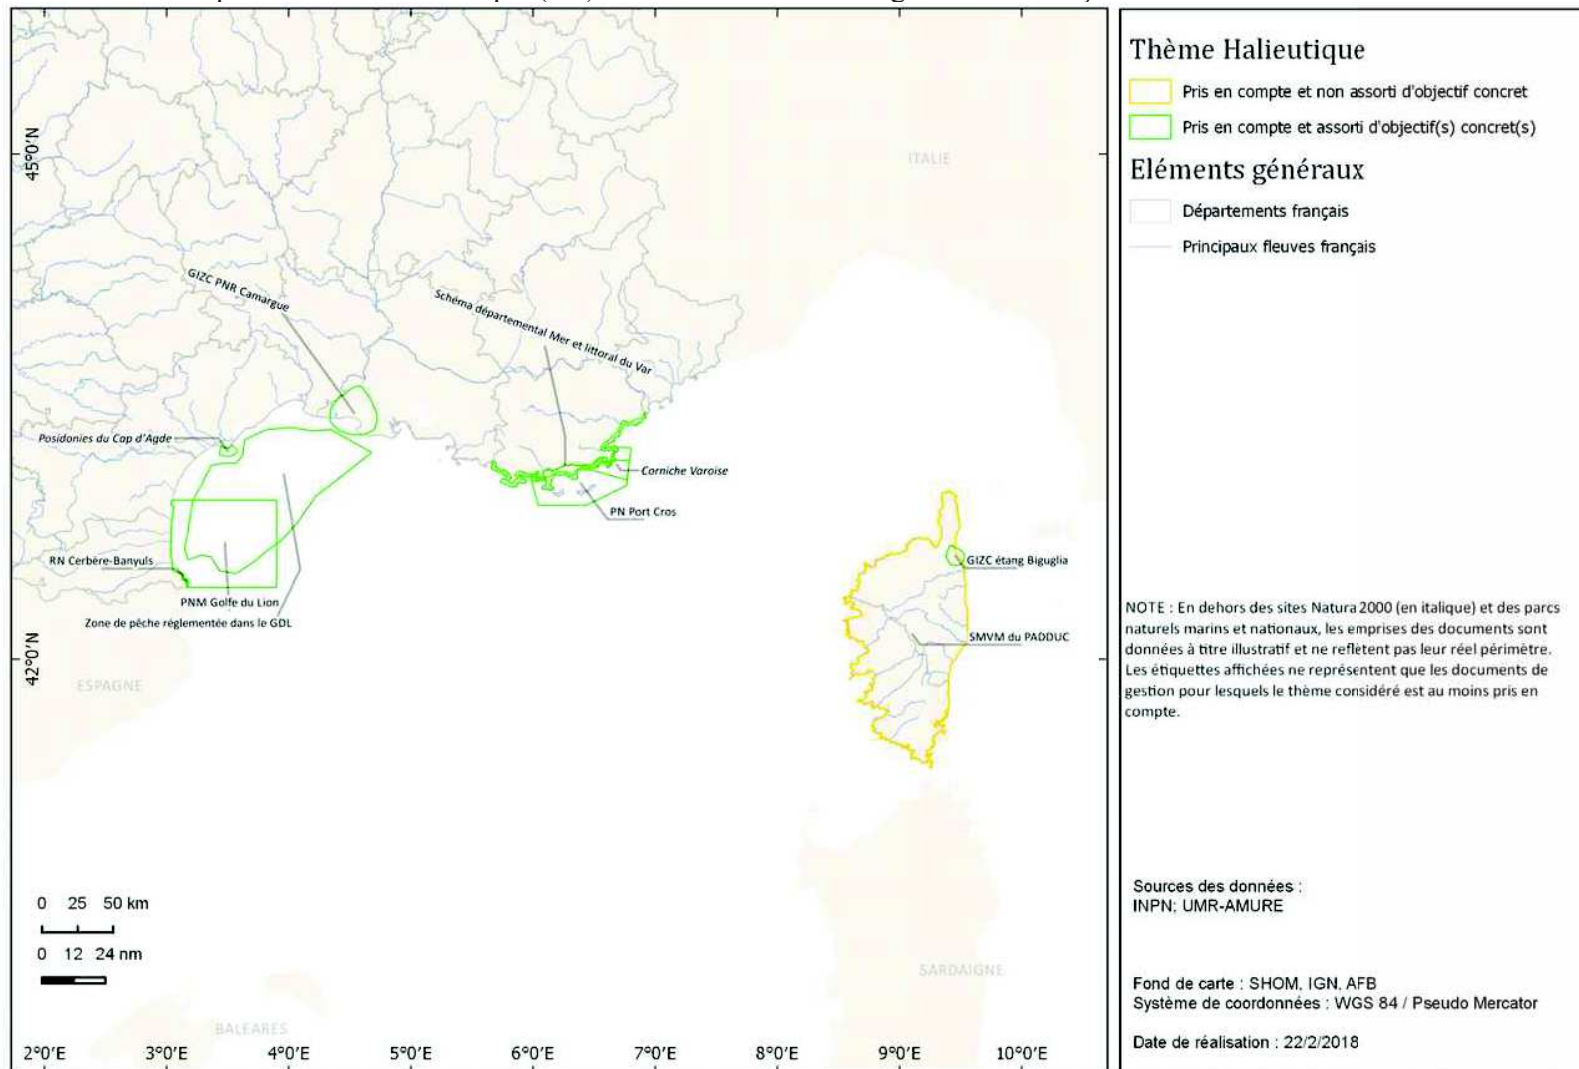 Thème Halieutique
Pris en compte et non assorti d'objectif concret
Pris en compte et assorti d'objectif(s) concret(s)
Eléments généraux
Départements français
Principaux fleuves français
45°0'N
42°0'N
ITALIE
GIZC PNR Camargue
Schéma départemental Mer et littoral du Var
Posidonies du Cap d'Agde
Corniche Varoise
PN Port Cros
RN Cerbère-Banyuls
PNM Golfe du Lion
Zone de pêche réglementée dans le GDL
GIZC étang Biguglia
SMVM du PADDUC
ESPAGNE
SARDAIGNE
BALEARES
0 25 50 km
0 12 24 nm
2°0'E 3°0'E 4°0'E 5°0'E 6°0'E 7°0'E 8°0'E 9°0'E 10°0'E
NOTE : En dehors des sites Natura 2000 (en italique) et des parcs
naturels marins et nationaux, les emprises des documents sont
données à titre illustratif et ne reflètent pas leur réel périmètre.
Les étiquettes affichées ne représentent que les documents de
gestion pour lesquels le thème considéré est au moins pris en
compte.
Sources des données :
INPN; UMR-AMURE
Fond de carte : SHOM, IGN, AFB
Système de coordonnées : WGS 84 / Pseudo Mercator
Date de réalisation : 22/2/2018